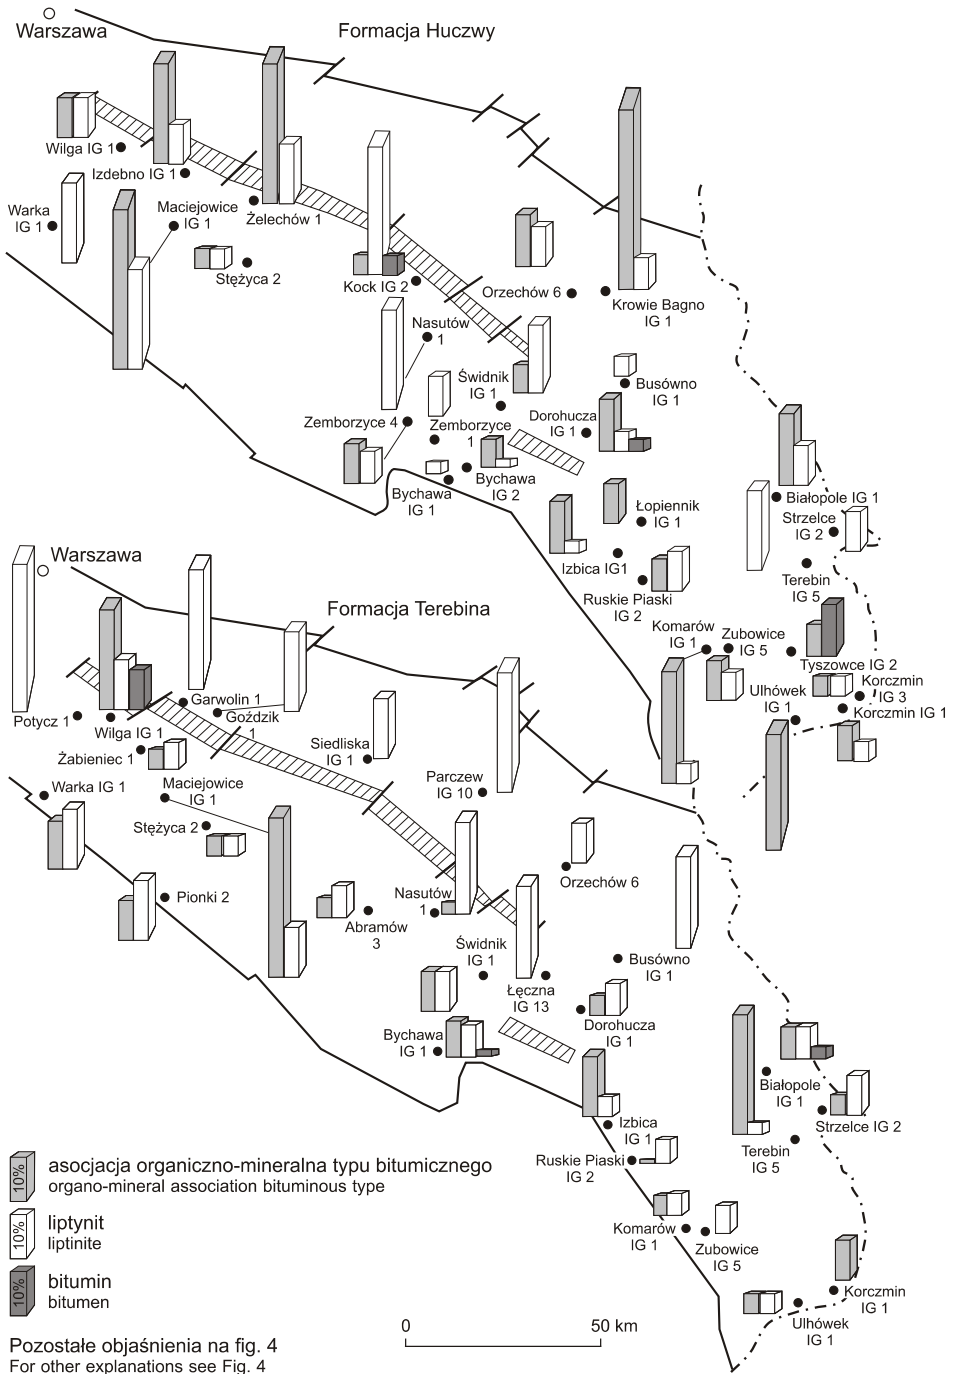 Warszawa
Formacja Huczwy
Wilga IG 1
Izdebno IG 1
Żelechów 1
Warka
IG 1
Maciejowice
IG 1
Stężyca 2
Kock IG 2
Orzechów 6
Krowie Bagno
IG 1
Nasutów
1
Świdnik
IG 1
Busówno
IG 1
Zemborzyce 4
Zemborzyce
1
Dorohucza
IG 1
Bychawa
IG 1
Bychawa
IG 2
Białopole IG 1
Łopiennik
IG 1
Strzelce
IG 2
Izbica IG1
Terebin
IG 5
Ruskie Piaski
IG 2
Komarów
IG 1
Zubowice
IG 5
Tyszowce IG 2
Ulhówek
IG 1
Korczmin
IG 3
Korczmin IG 1
Warszawa
Formacja Terebina
Potycz 1
Wilga IG 1
Garwolin 1
Goździk
1
Żabieniec 1
Siedliska
IG 1
Parczew
IG 10
Warka IG 1
Maciejowice
IG 1
Stężyca 2
Orzechów 6
Pionki 2
Abramów
3
Nasutów
1
Świdnik
IG 1
Łęczna
IG 13
Busówno
IG 1
Dorohucza
IG 1
Bychawa
IG 1
Białopole
IG 1
Strzelce IG 2
Izbica
IG 1
Terebin
IG 5
Ruskie Piaski
IG 2
Komarów
IG 1
Zubowice
IG 5
Korczmin
IG 1
Ulhówek
IG 1
10%
asocjacja organiczno-mineralna typu bitumicznego
organo-mineral association bituminous type
10%
liptynit
liptinite
10%
bitumin
bitumen
0 50 km
Pozostałe objaśnienia na fig. 4
For other explanations see Fig. 4